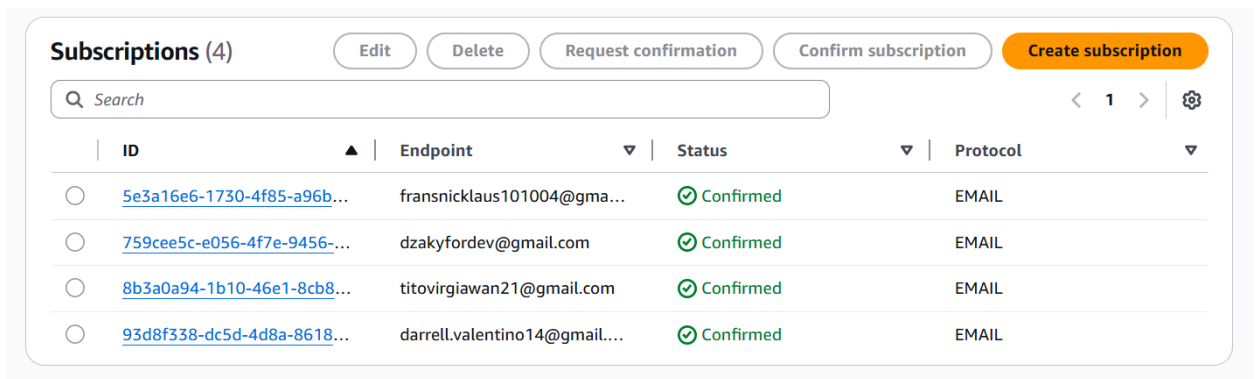 Subscriptions (4) Edit Delete Request confirmation Confirm subscription Create subscription
Search 1
ID Endpoint Status Protocol
5e3a16e6-1730-4f85-a96b... fransnicklaus101004@gma... Confirmed EMAIL
759cee5c-e056-4f7e-9456-... dzakyfordev@gmail.com Confirmed EMAIL
8b3a0a94-1b10-46e1-8cb8... titovirgiawan21@gmail.com Confirmed EMAIL
93d8f338-dc5d-4d8a-8618... darrell.valentino14@gmail.... Confirmed EMAIL